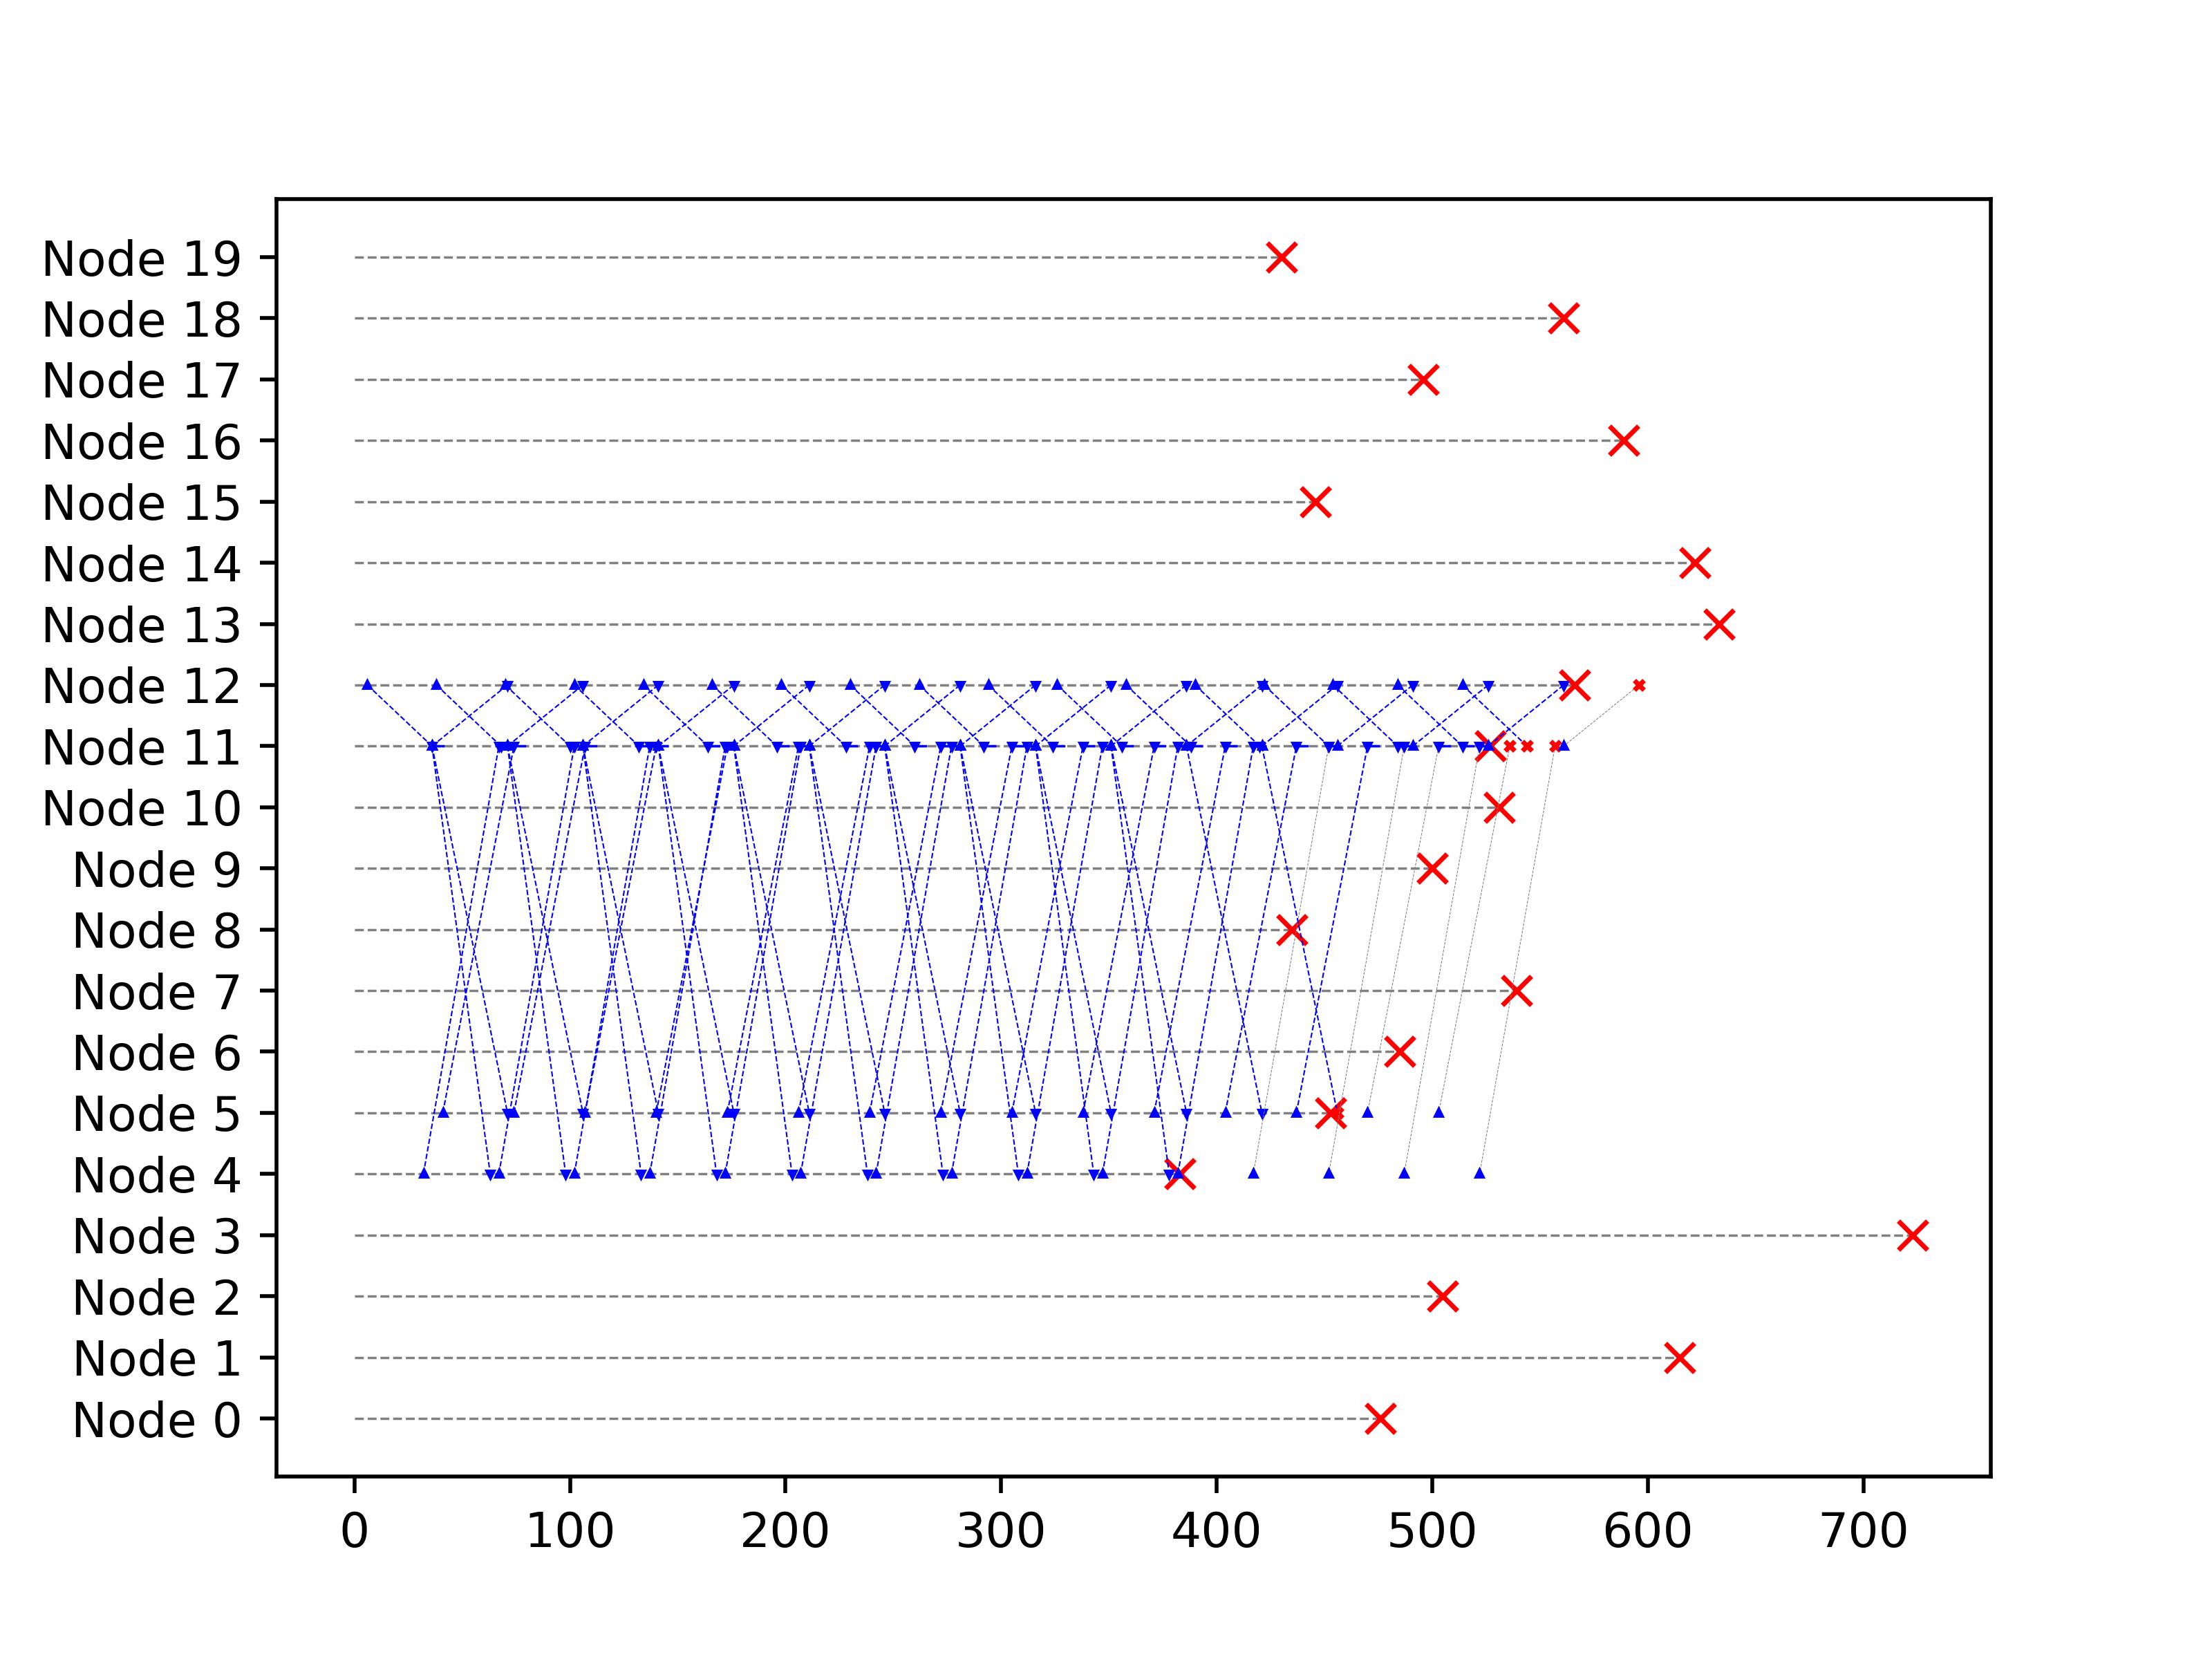 Node 19
Node 18
Node 17
Node 16
Node 15
Node 14
Node 13
Node 12
Node 11
Node 10
Node 9
Node 8
Node 7
Node 6
Node 5
Node 4
Node 3
Node 2
Node 1
Node 0
0 100 200 300 400 500 600 700